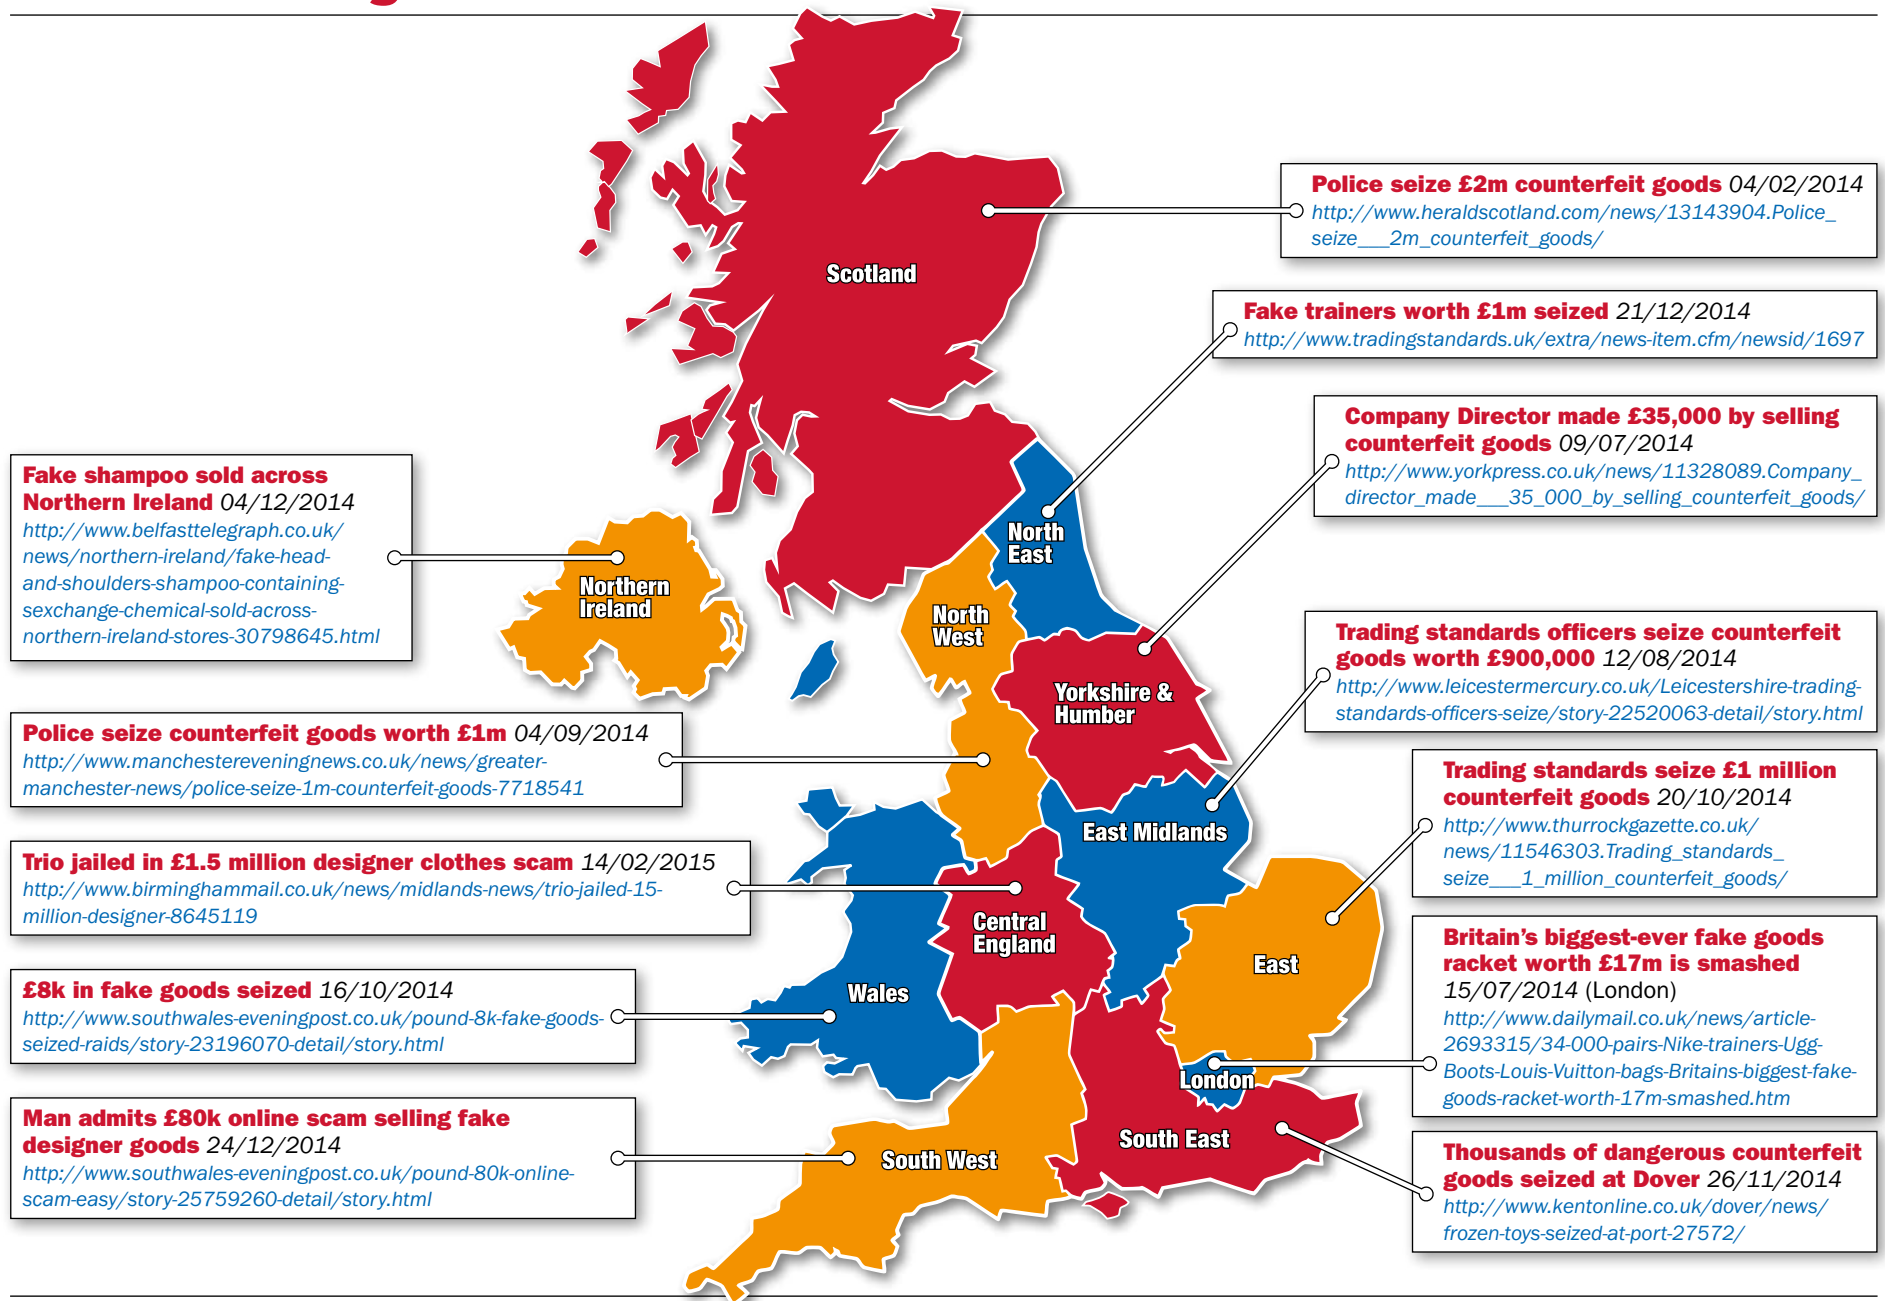 Police seize £2m counterfeit goods 04/02/2014
http://www.heraldscotland.com/news/13143904.Police_
seize___2m_counterfeit_goods/
Scotland
Fake trainers worth £1m seized 21/12/2014
http://www.tradingstandards.uk/extra/news-item.cfm/newsid/1697
Company Director made £35,000 by selling
counterfeit goods 09/07/2014
http://www.yorkpress.co.uk/news/11328089.Company_
director_made___35_000_by_selling_counterfeit_goods/
Fake shampoo sold across
Northern Ireland 04/12/2014
http://www.belfasttelegraph.co.uk/
news/northern-ireland/fake-head-
and-shoulders-shampoo-containing-
sexchange-chemical-sold-across-
northern-ireland-stores-30798645.html
North
East
Northern
Ireland
North
West
Trading standards officers seize counterfeit
goods worth £900,000 12/08/2014
http://www.leicestermercury.co.uk/Leicestershire-trading-
standards-officers-seize/story-22520063-detail/story.html
Yorkshire &
Humber
Police seize counterfeit goods worth £1m 04/09/2014
http://www.manchestereveningnews.co.uk/news/greater-
manchester-news/police-seize-1m-counterfeit-goods-7718541
Trading standards seize £1 million
counterfeit goods 20/10/2014
http://www.thurrockgazette.co.uk/
news/11546303.Trading_standards_
seize___1_million_counterfeit_goods/
East Midlands
Trio jailed in £1.5 million designer clothes scam 14/02/2015
http://www.birminghammail.co.uk/news/midlands-news/trio-jailed-15-
million-designer-8645119
Central
England
East
Britain's biggest-ever fake goods
racket worth £17m is smashed
15/07/2014 (London)
http://www.dailymail.co.uk/news/article-
2693315/34-000-pairs-Nike-trainers-Ugg-
Boots-Louis-Vuitton-bags-Britains-biggest-fake-
goods-racket-worth-17m-smashed.htm
£8k in fake goods seized 16/10/2014
http://www.southwales-eveningpost.co.uk/pound-8k-fake-goods-
seized-raids/story-23196070-detail/story.html
Wales
London
Man admits £80k online scam selling fake
designer goods 24/12/2014
http://www.southwales-eveningpost.co.uk/pound-80k-online-
scam-easy/story-25759260-detail/story.html
South West
South East
Thousands of dangerous counterfeit
goods seized at Dover 26/11/2014
http://www.kentonline.co.uk/dover/news/
frozen-toys-seized-at-port-27572/